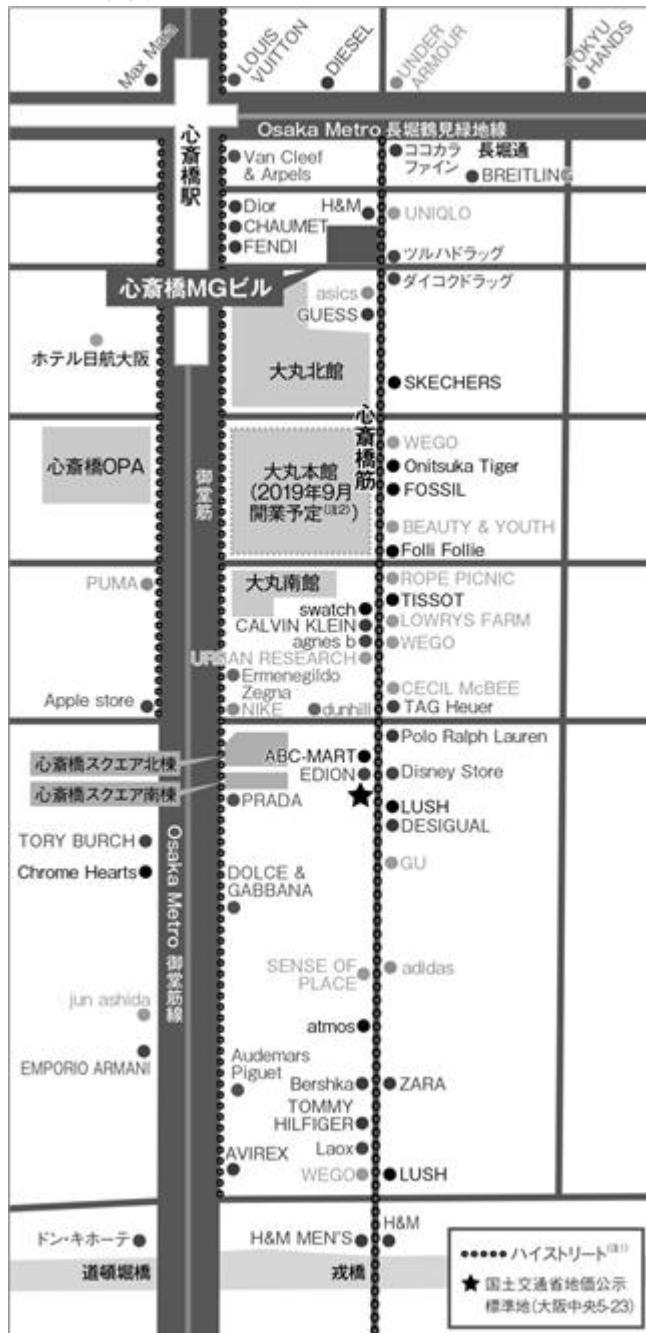 Max Mara
LOUIS
VUITTON
DIESEL
UNDER
ARMOUR
TOKYU
HANDS
Osaka Metro 長堀鶴見緑地線
心斎橋駅
Van Cleef
& Arpels
ココカラ
ファイン
長堀通
BREITLING
Dior
H&M
CHAUMET
FENDI
UNIQLO
ツルハドラッグ
心斎橋MGビル
ダイコクドラッグ
asics
GUESS
ホテル日航大阪
大丸北館
SKECHERS
心斎橋筋
心斎橋OPA
御堂筋
大丸本館
(2019年9月
開業予定(注2))
WEGO
Onitsuka Tiger
FOSSIL
BEAUTY & YOUTH
Folli Follie
PUMA
大丸南館
ROPE PICNIC
swatch
TISSOT
CALVIN KLEIN
LOWRYS FARM
agnes b
WEGO
URBAN RESEARCH
Ermenegildo
Zegna
CECIL McBEE
Apple store
NIKE
dunhill
TAG Heuer
Polo Ralph Lauren
心斎橋スクエア北棟
ABC-MART
EDION
Disney Store
心斎橋スクエア南棟
PRADA
LUSH
DESIGUAL
TORY BURCH
Chrome Hearts
GU
DOLCE &
GABBANA
Osaka Metro 御堂筋線
SENSE OF
PLACE
adidas
jun ashida
atmos
EMPORIO ARMANI
Audemars
Piguet
Bershka
ZARA
TOMMY
HILFIGER
Laox
AVIREX
WEGO
LUSH
ドン・キホーテ
H&M MEN'S
H&M
道頓堀橋
戎橋
ハイストリート(注1)
★ 国土交通省地価公示
標準地(大阪中央5-23)